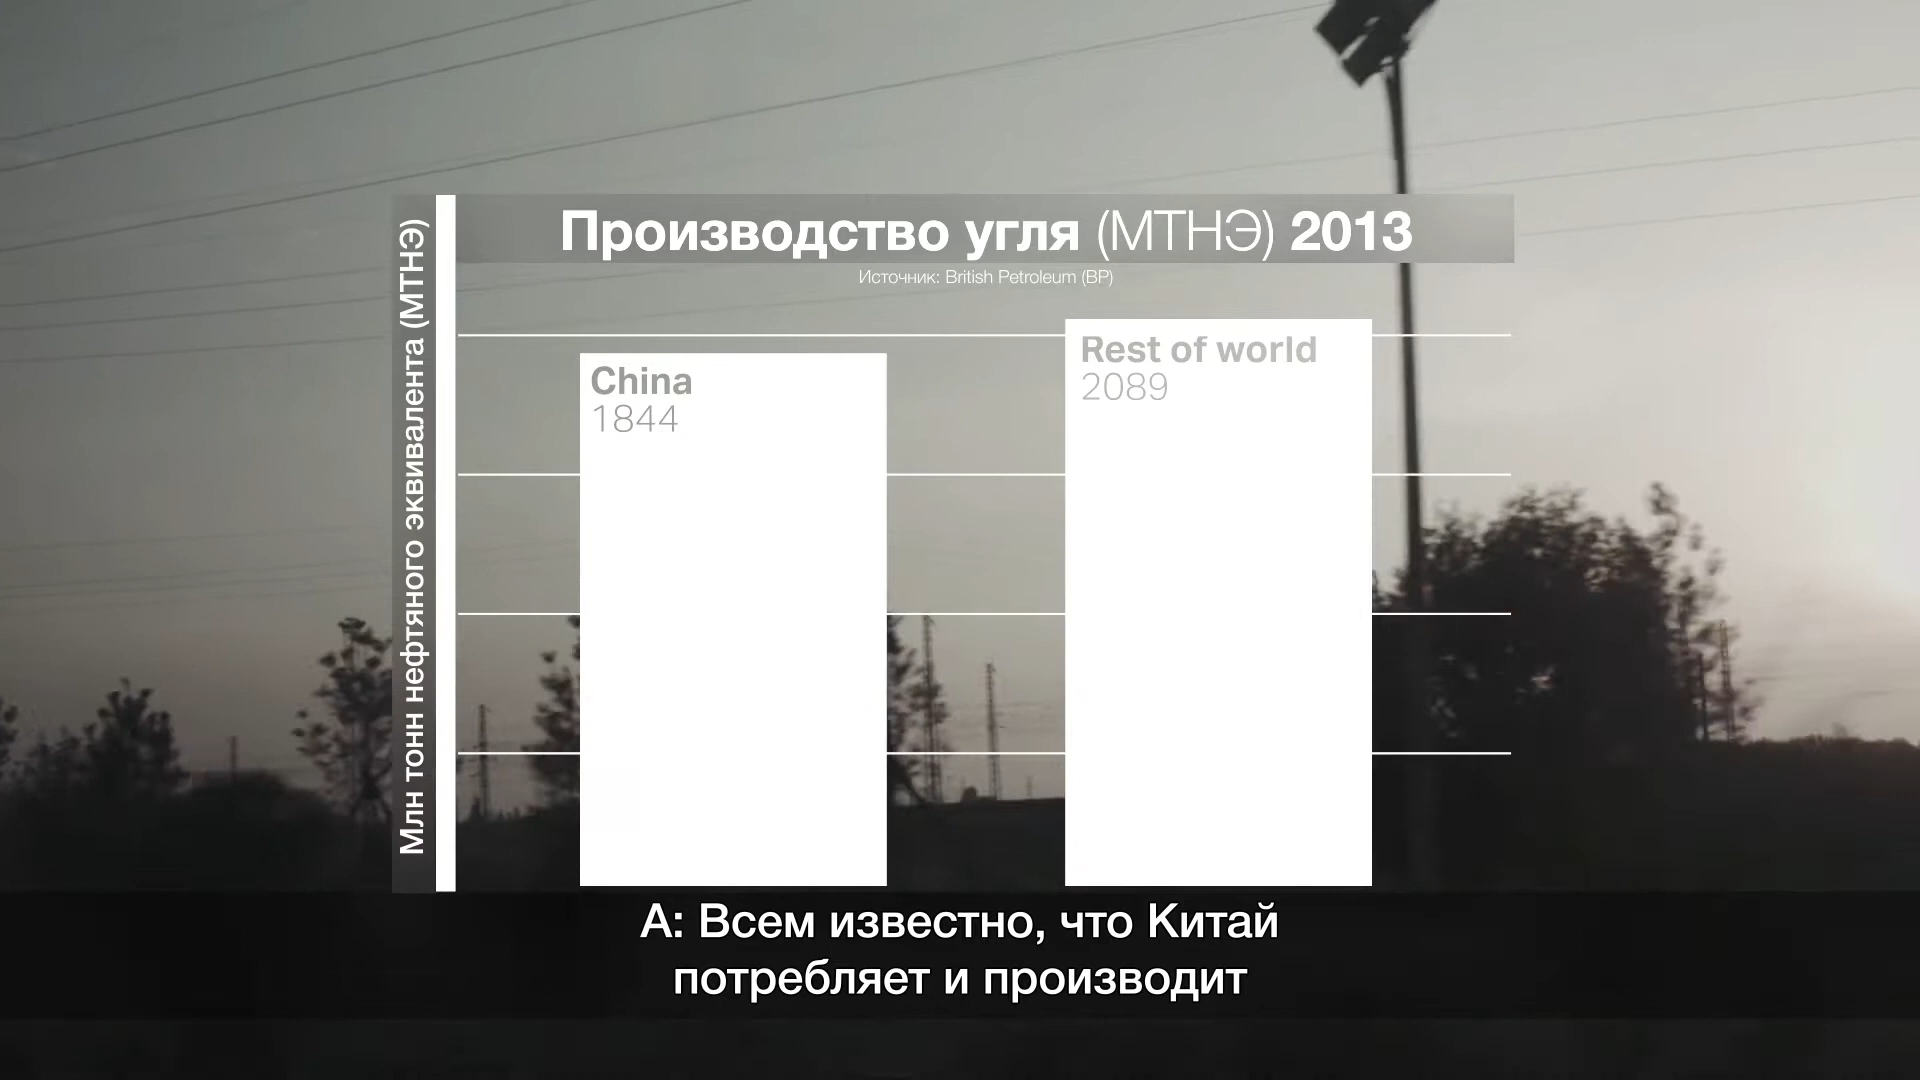 Производство угля (МТНЭ) 2013
Источник: British Petroleum (BP)
Млн тонн нефтяного эквивалента (МТНЭ)
China
1844
Rest of world
2089
А: Всем известно, что Китай
потребляет и производит